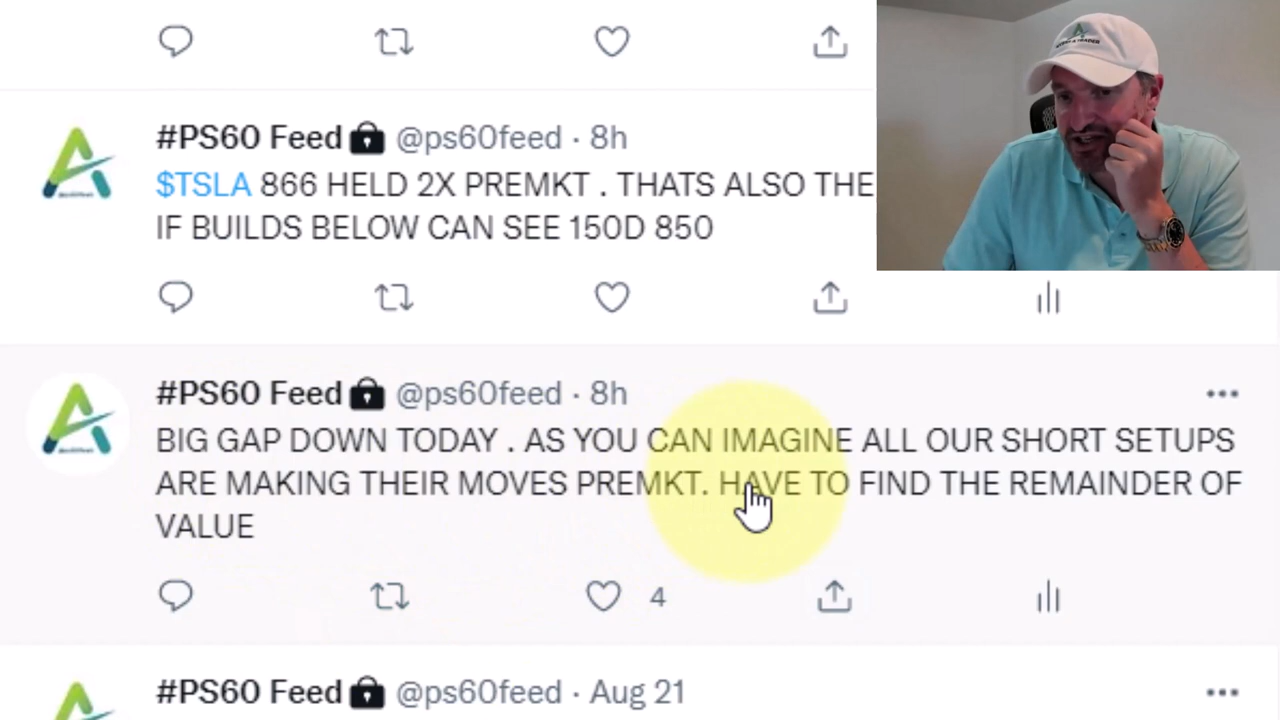 #PS60 Feed @ps60feed · 8h
$TSLA 866 HELD 2X PREMKT . THATS ALSO THE
IF BUILDS BELOW CAN SEE 150D 850
#PS60 Feed @ps60feed · 8h
BIG GAP DOWN TODAY . AS YOU CAN IMAGINE ALL OUR SHORT SETUPS
ARE MAKING THEIR MOVES PREMKT. HAVE TO FIND THE REMAINDER OF
VALUE
4
#PS60 Feed @ps60feed · Aug 21